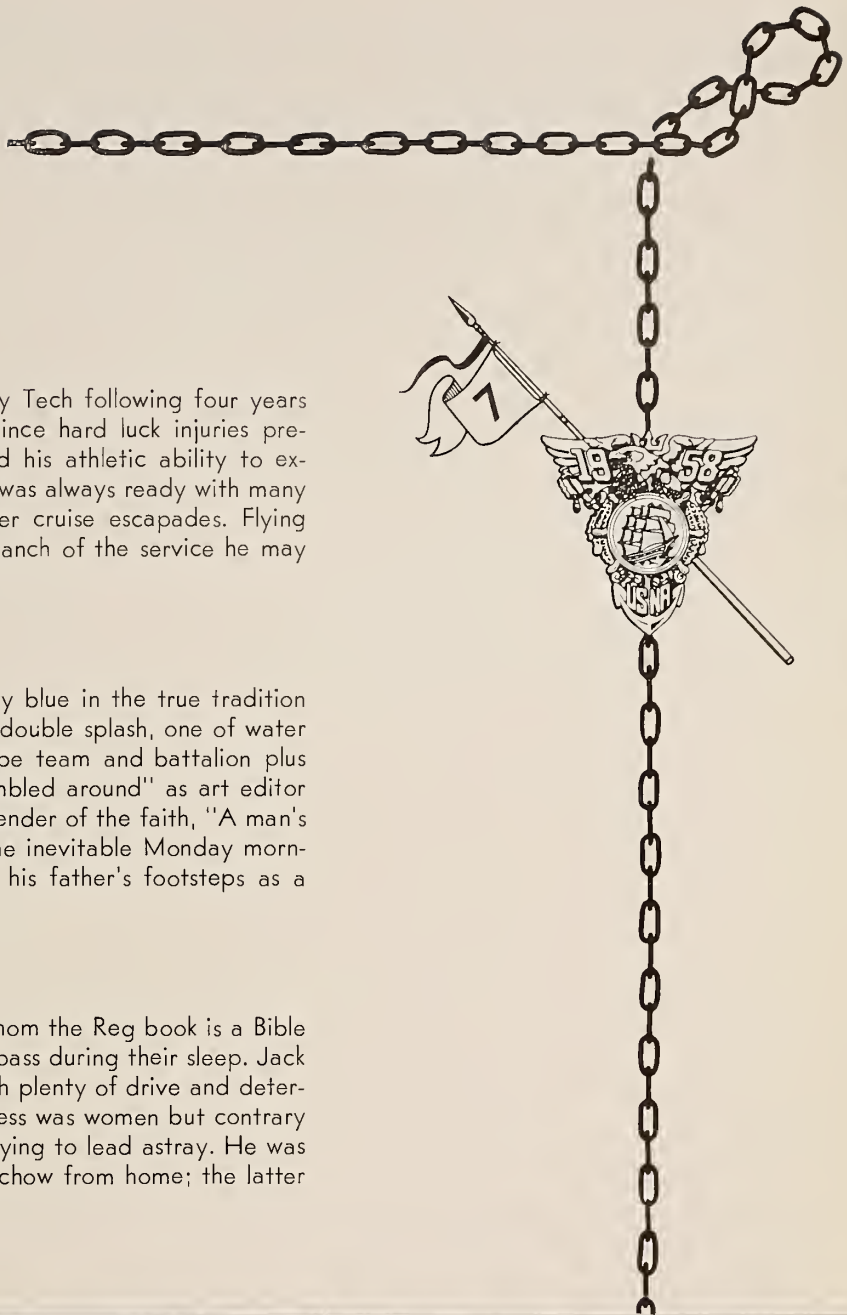 y Tech following four years
ince hard luck injuries pre-
d his athletic ability to ex-
was always ready with many
er cruise escapades. Flying
anch of the service he may
7
19 58
USNA
y blue in the true tradition
double splash, one of water
be team and battalion plus
nbled around" as art editor
ender of the faith, "A man's
ne inevitable Monday morn-
his father's footsteps as a
nom the Reg book is a Bible
pass during their sleep. Jack
h plenty of drive and deter-
ess was women but contrary
ying to lead astray. He was
chow from home; the latter